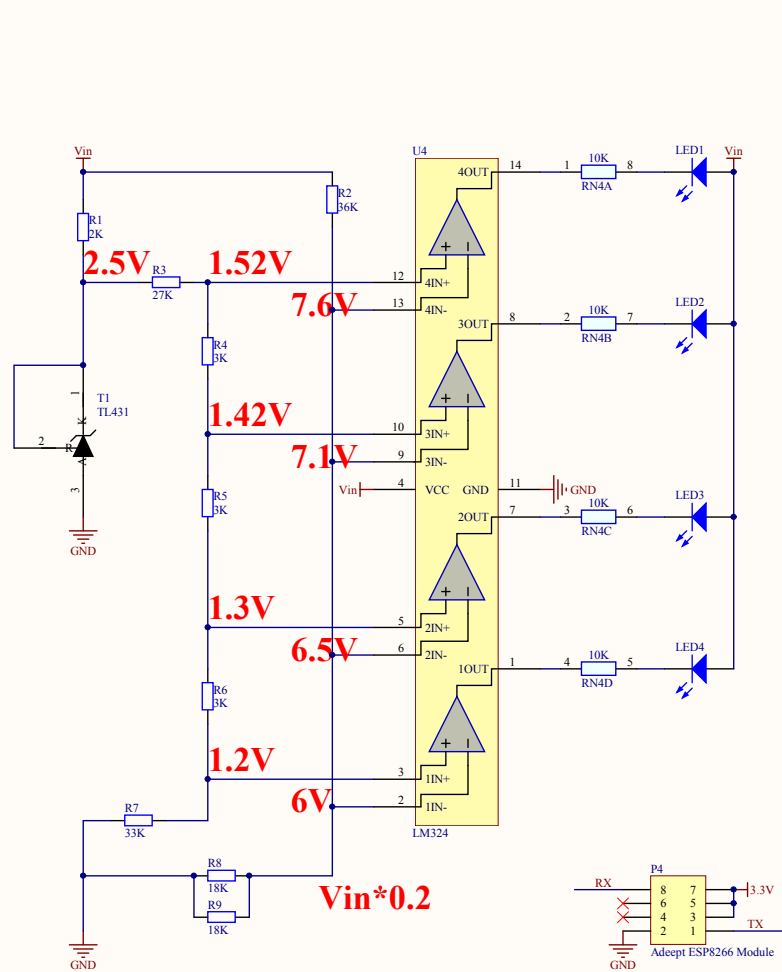 Vin
R1
2K
2.5V
R3
27K
1.52V
R2
36K
7.6V
R4
3K
1.42V
7.1V
T1
TL431
1
K
2
R
A
3
GND
R5
3K
1.3V
6.5V
R6
3K
1.2V
6V
R7
33K
R8
18K
R9
18K
GND
Vin*0.2
U4
4OUT
14
12
4IN+
13
4IN-
3OUT
8
10
3IN+
9
3IN-
Vin
4
VCC
GND
11
GND
2OUT
7
5
2IN+
6
2IN-
1OUT
1
3
1IN+
2
1IN-
LM324
1
10K
8
RN4A
LED1
Vin
2
10K
7
RN4B
LED2
3
10K
6
RN4C
LED3
4
10K
5
RN4D
LED4
P4
RX
8
7
3.3V
6
5
4
3
2
1
TX
GND
Adeept ESP8266 Module